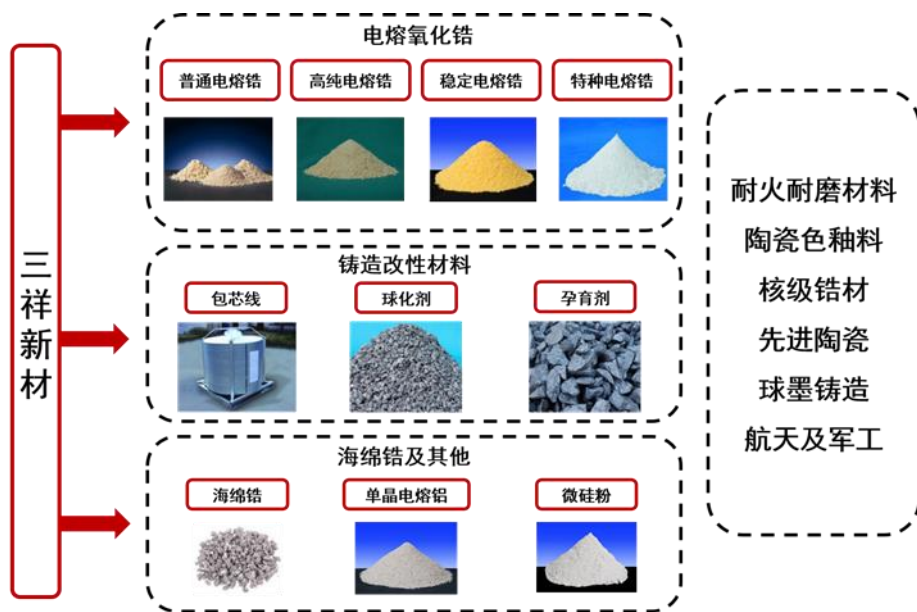 三祥新材
电熔氧化锆
普通电熔锆
高纯电熔锆
稳定电熔锆
特种电熔锆
铸造改性材料
包芯线
球化剂
孕育剂
海绵锆及其他
海绵锆
单晶电熔铝
微硅粉
耐火耐磨材料
陶瓷色釉料
核级锆材
先进陶瓷
球墨铸造
航天及军工